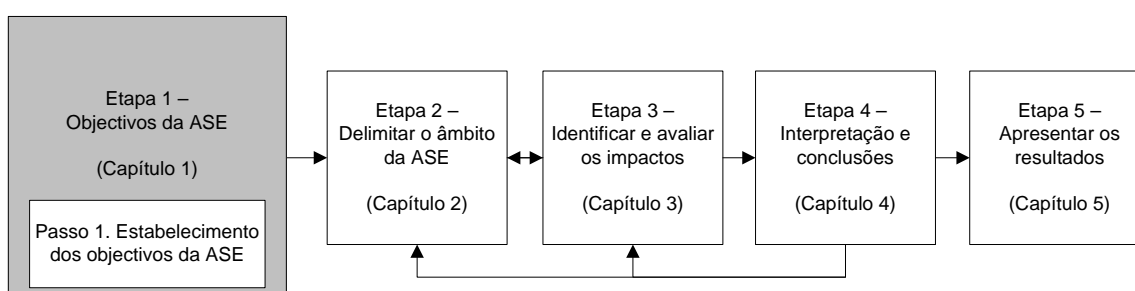 Etapa 1 –
Objectivos da ASE
(Capítulo 1)
Passo 1. Estabelecimento
dos objectivos da ASE
Etapa 2 –
Delimitar o âmbito
da ASE
(Capítulo 2)
Etapa 3 –
Identificar e avaliar
os impactos
(Capítulo 3)
Etapa 4 –
Interpretação e
conclusões
(Capítulo 4)
Etapa 5 –
Apresentar os
resultados
(Capítulo 5)